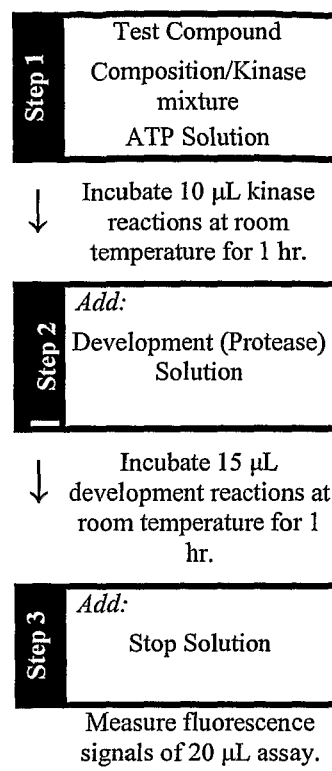 Step 1
Test Compound
Composition/Kinase
mixture
ATP Solution
↓ Incubate 10 µL kinase
reactions at room
temperature for 1 hr.
Step 2
Add:
Development (Protease)
Solution
↓ Incubate 15 µL
development reactions at
room temperature for 1
hr.
Step 3
Add:
Stop Solution
Measure fluorescence
signals of 20 µL assay.